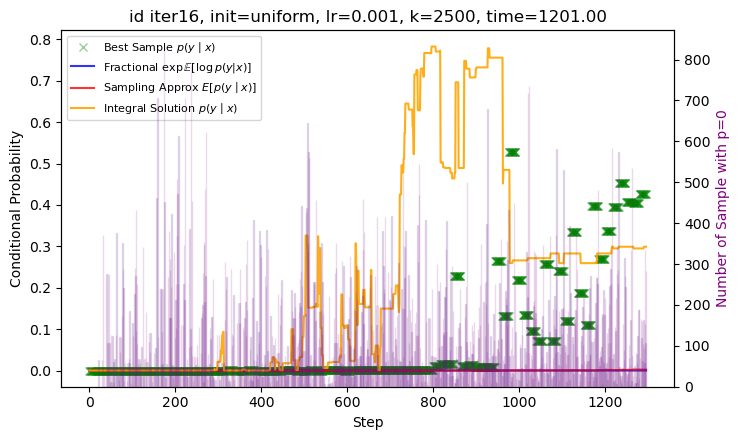 id iter16, init=uniform, lr=0.001, k=2500, time=1201.00
Best Sample p(y | x)
Fractional exp𝔼[log p(y|x)]
Sampling Approx E[p(y | x)]
Integral Solution p(y | x)
Conditional Probability
0.8
0.7
0.6
0.5
0.4
0.3
0.2
0.1
0.0
800
700
600
500
400
300
200
100
0
Number of Sample with p=0
0 200 400 600 800 1000 1200
Step